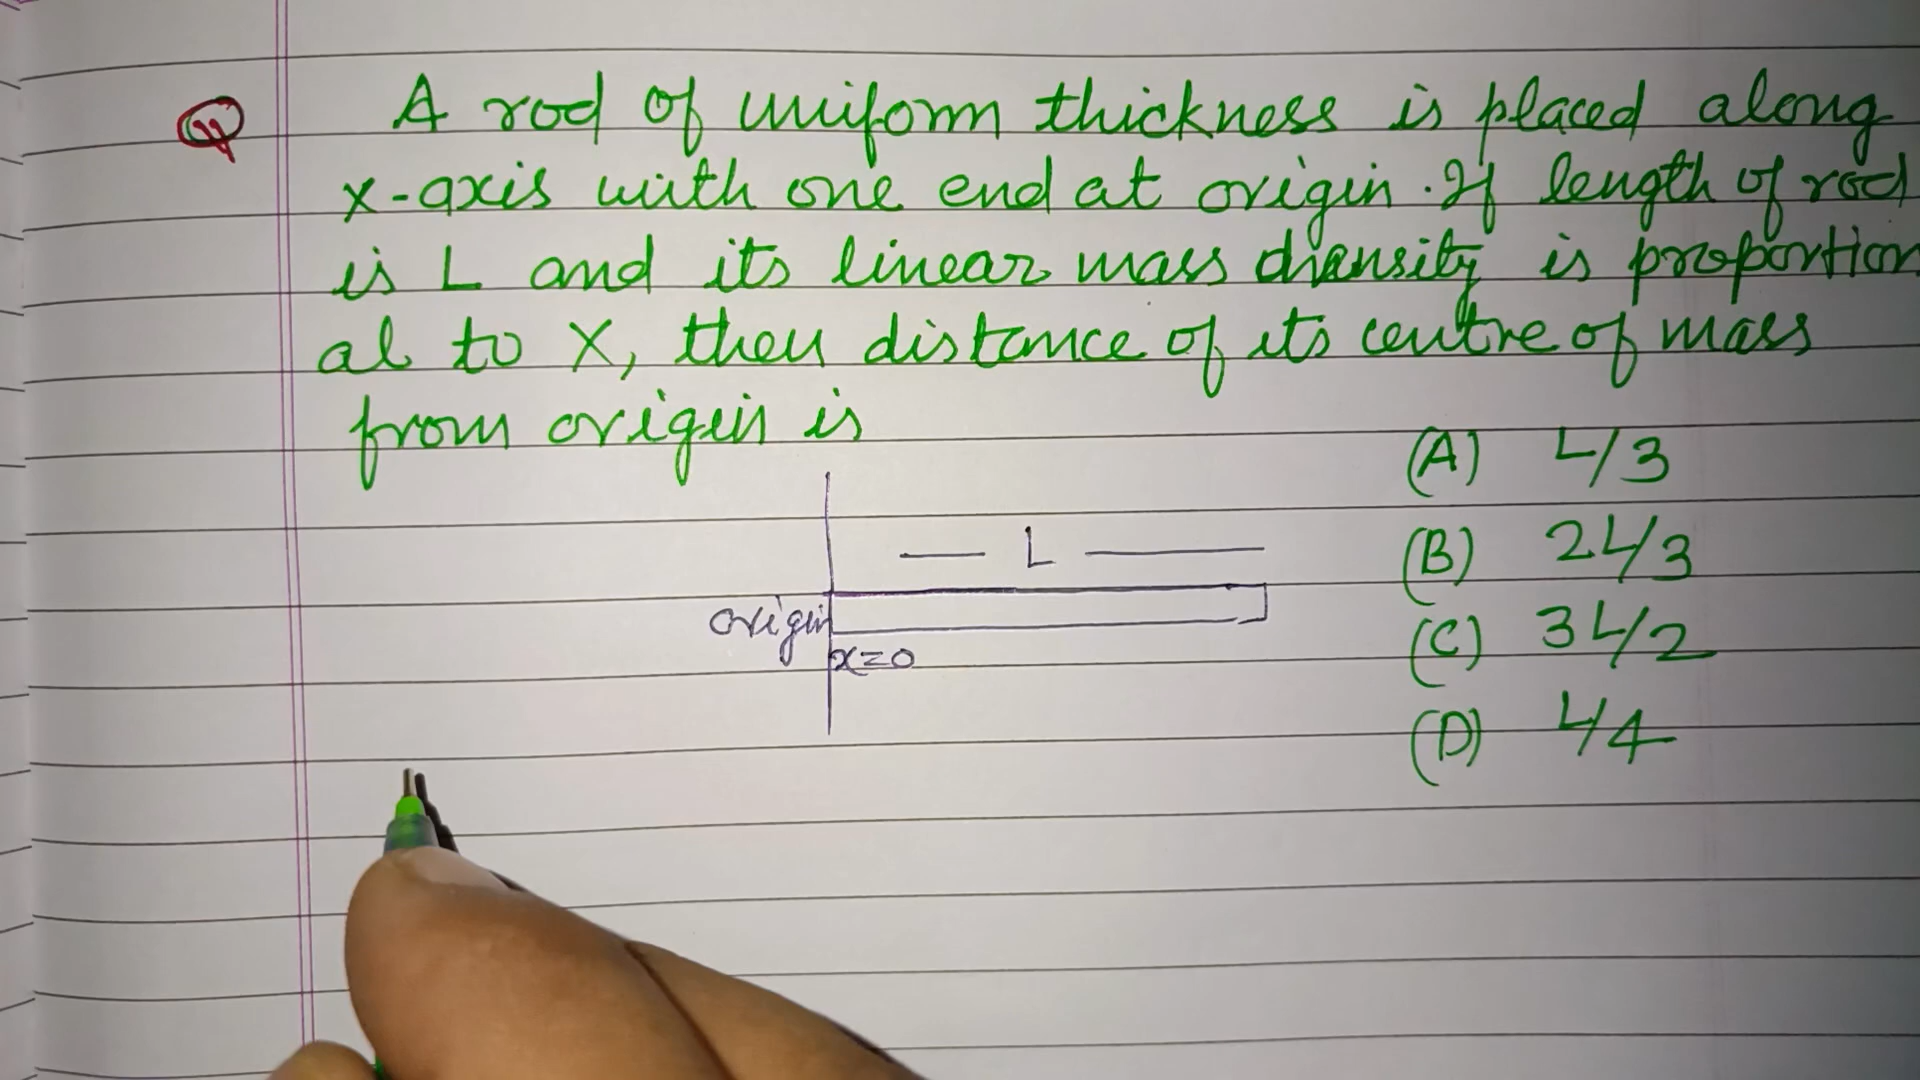 Q
A rod of uniform thickness is placed along
x-axis with one end at origin. If length of rod
is L and its linear mass density is proportion
al to X, then distance of its centre of mass
from origin is
(A) L/3
(B) 2L/3
(C) 3L/2
(D) L/4
L
origin
x=0